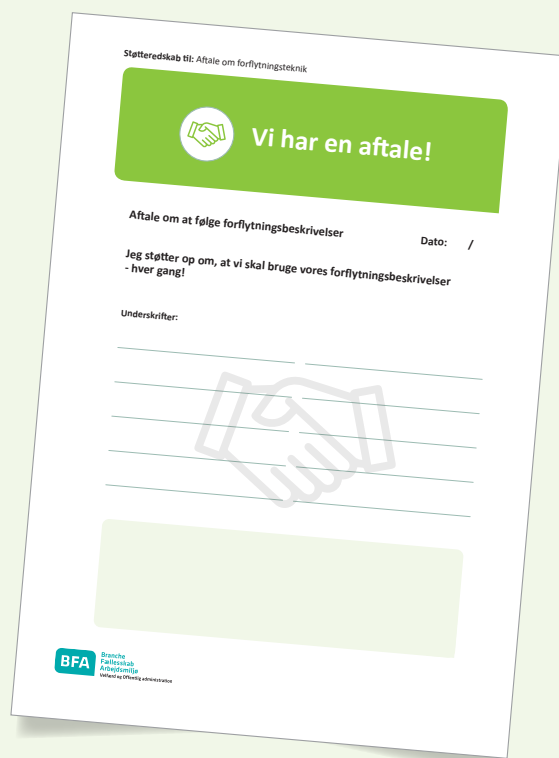 Støtteredskab til: Aftale om forflytningsteknik
Vi har en aftale!
Aftale om at følge forflytningsbeskrivelser
Dato: /
Jeg støtter op om, at vi skal bruge vores forflytningsbeskrivelser
- hver gang!
Underskrifter:
BFA
Branche
Fællesskab
Arbejdsmiljø
Velfærd og Offentlig administration